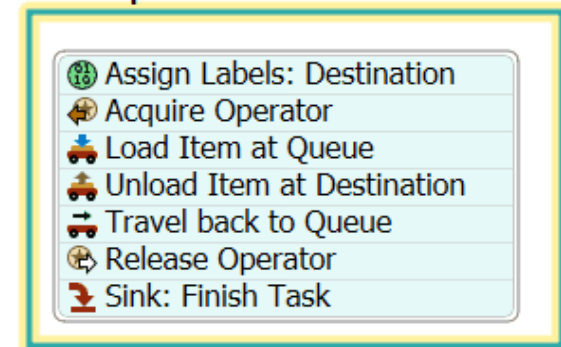 Assign Labels: Destination
Acquire Operator
Load Item at Queue
Unload Item at Destination
Travel back to Queue
Release Operator
Sink: Finish Task